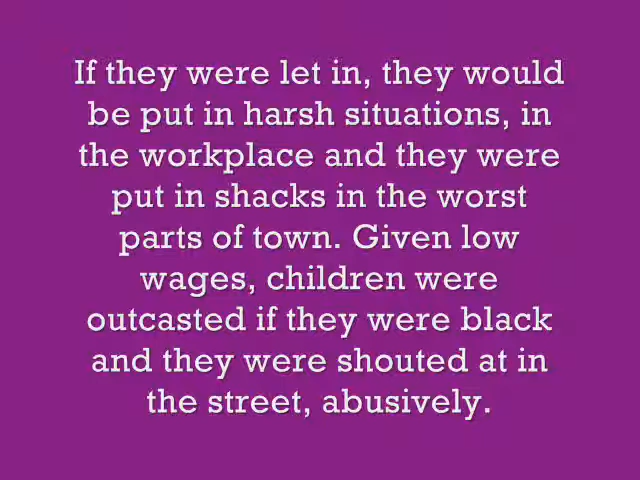 If they were let in, they would
be put in harsh situations, in
the workplace and they were
put in shacks in the worst
parts of town. Given low
wages, children were
outcasted if they were black
and they were shouted at in
the street, abusively.